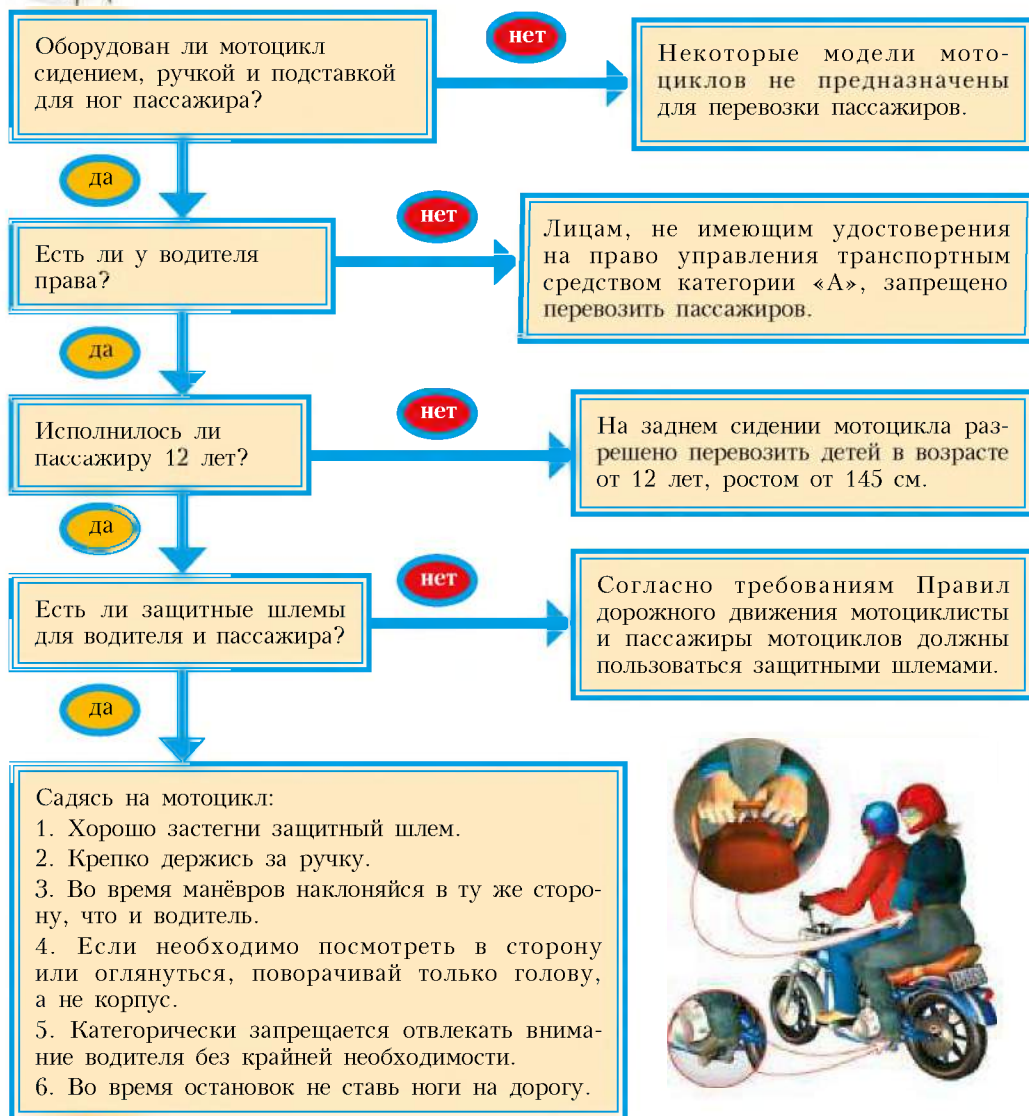 Оборудован ли мотоцикл
сидением, ручкой и подставкой
для ног пассажира?
нет
Некоторые модели мото-
циклов не предназначены
для перевозки пассажиров.
да
Есть ли у водителя
права?
нет
Лицам, не имеющим удостоверения
на право управления транспортным
средством категории «А», запрещено
перевозить пассажиров.
да
Исполнилось ли
пассажиру 12 лет?
нет
На заднем сидении мотоцикла раз-
решено перевозить детей в возрасте
от 12 лет, ростом от 145 см.
да
Есть ли защитные шлемы
для водителя и пассажира?
нет
Согласно требованиям Правил
дорожного движения мотоциклисты
и пассажиры мотоциклов должны
пользоваться защитными шлемами.
да
Садясь на мотоцикл:
1. Хорошо застегни защитный шлем.
2. Крепко держись за ручку.
3. Во время манёвров наклоняйся в ту же сторо-
ну, что и водитель.
4. Если необходимо посмотреть в сторону
или оглянуться, поворачивай только голову,
а не корпус.
5. Категорически запрещается отвлекать внима-
ние водителя без крайней необходимости.
6. Во время остановок не ставь ноги на дорогу.